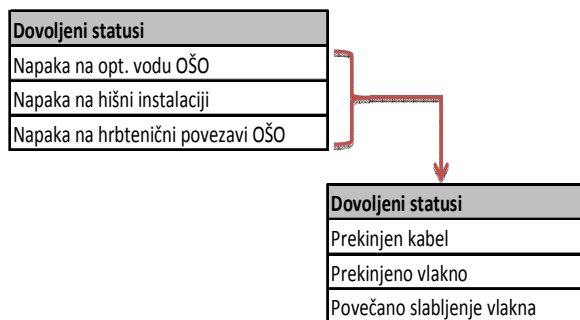 Dovoljeni statusi
Napaka na opt. vodu OŠO
Napaka na hišni instalaciji
Napaka na hrbtenični povezavi OŠO
Dovoljeni statusi
Prekinjen kabel
Prekinjeno vlakno
Povečano slabljenje vlakna